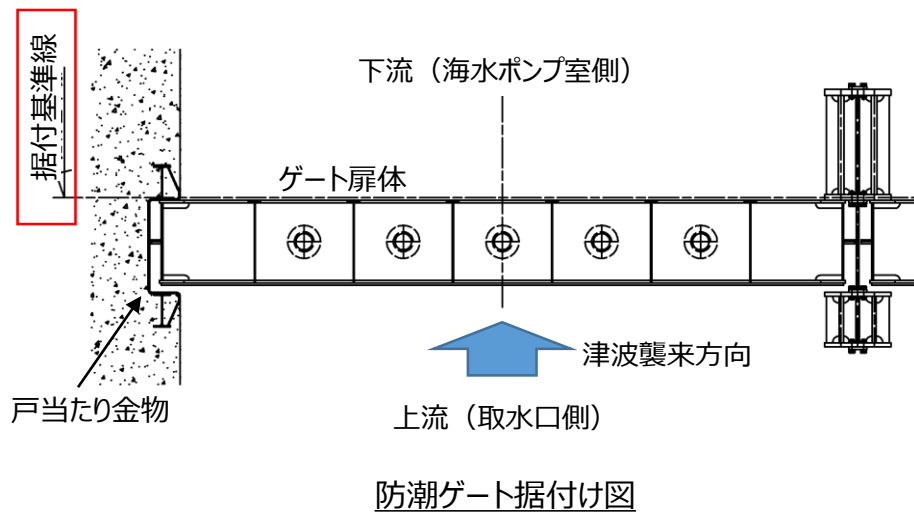 据付基準線
下流（海水ポンプ室側）
ゲート扉体
津波襲来方向
戸当たり金物
上流（取水口側）
防潮ゲート据付け図